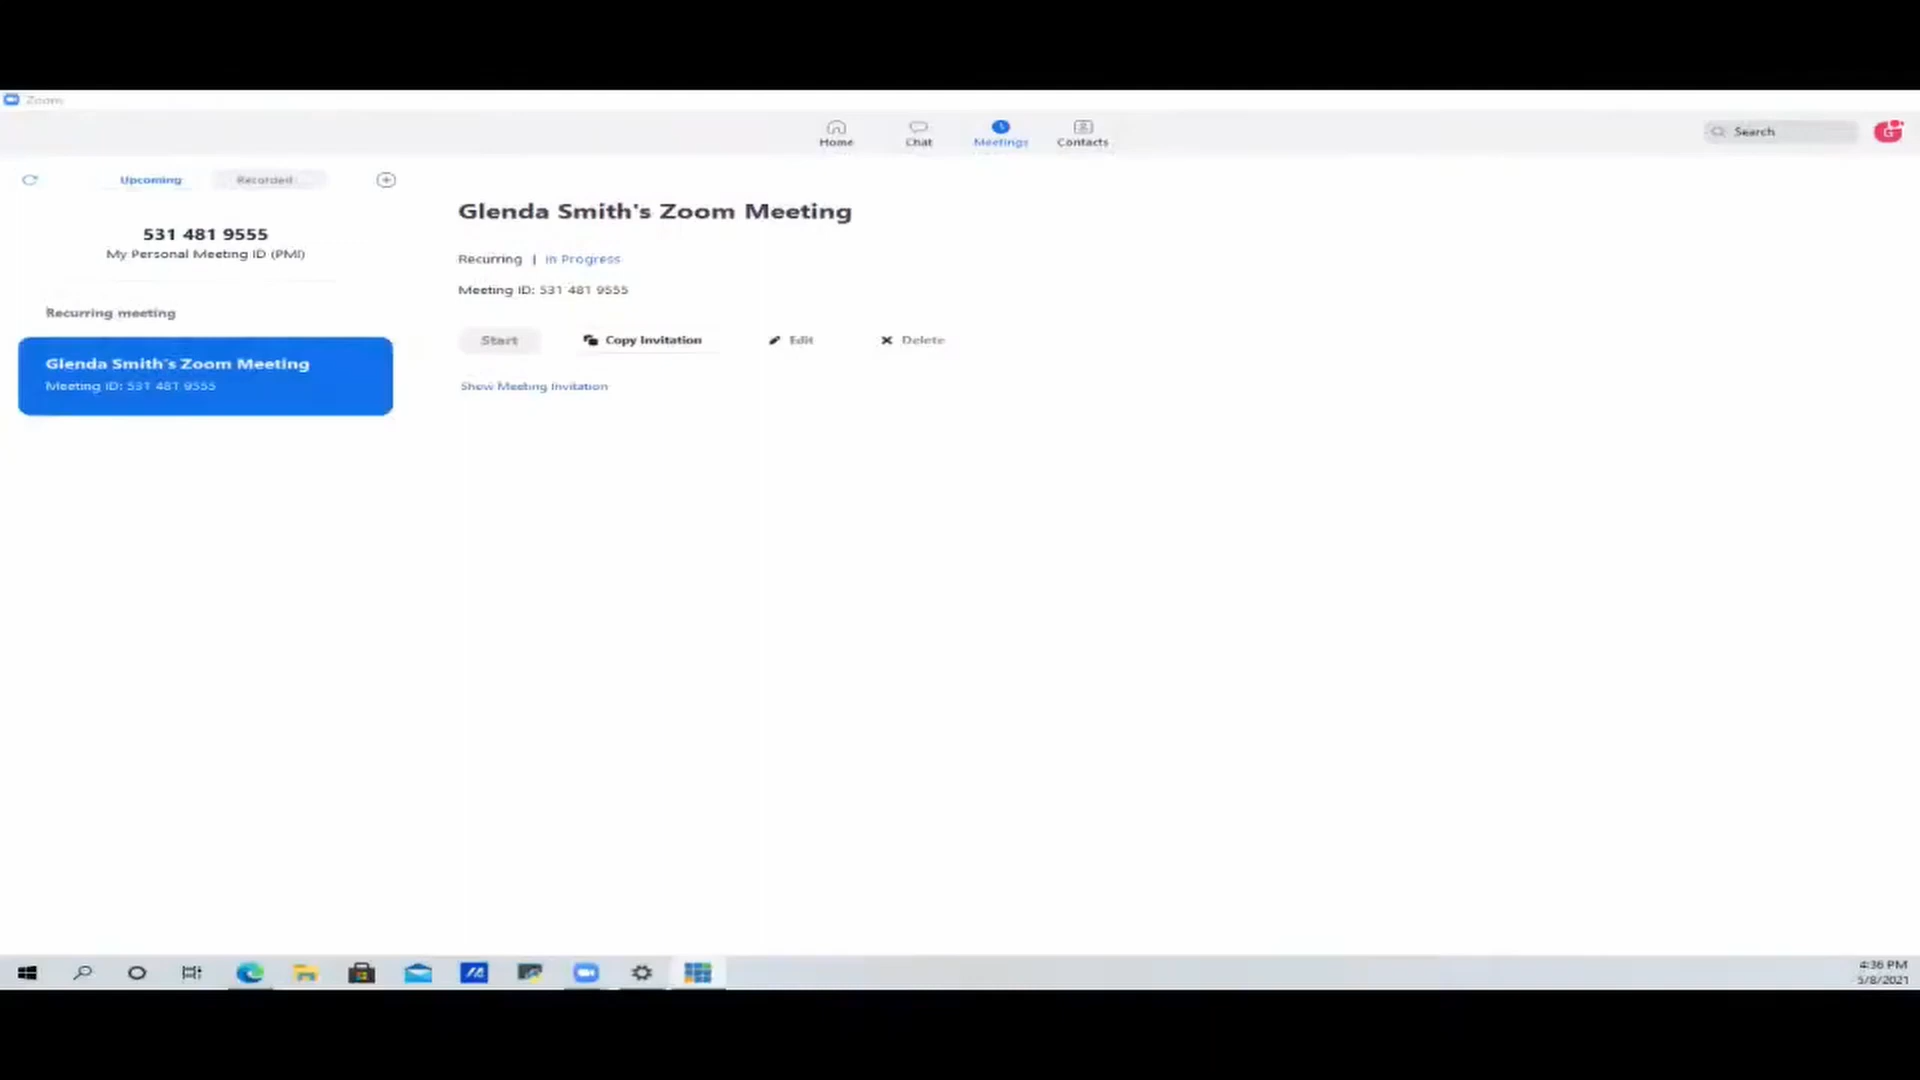 Zoom
Home
Chat
Meetings
Contacts
Search
G
Upcoming
Recorded
531 481 9555
My Personal Meeting ID (PMI)
Recurring meeting
Glenda Smith's Zoom Meeting
Meeting ID: 531 481 9555
Glenda Smith's Zoom Meeting
Recurring | In Progress
Meeting ID: 531 481 9555
Start
Copy Invitation
Edit
Delete
Show Meeting Invitation
4:36 PM
5/8/2021